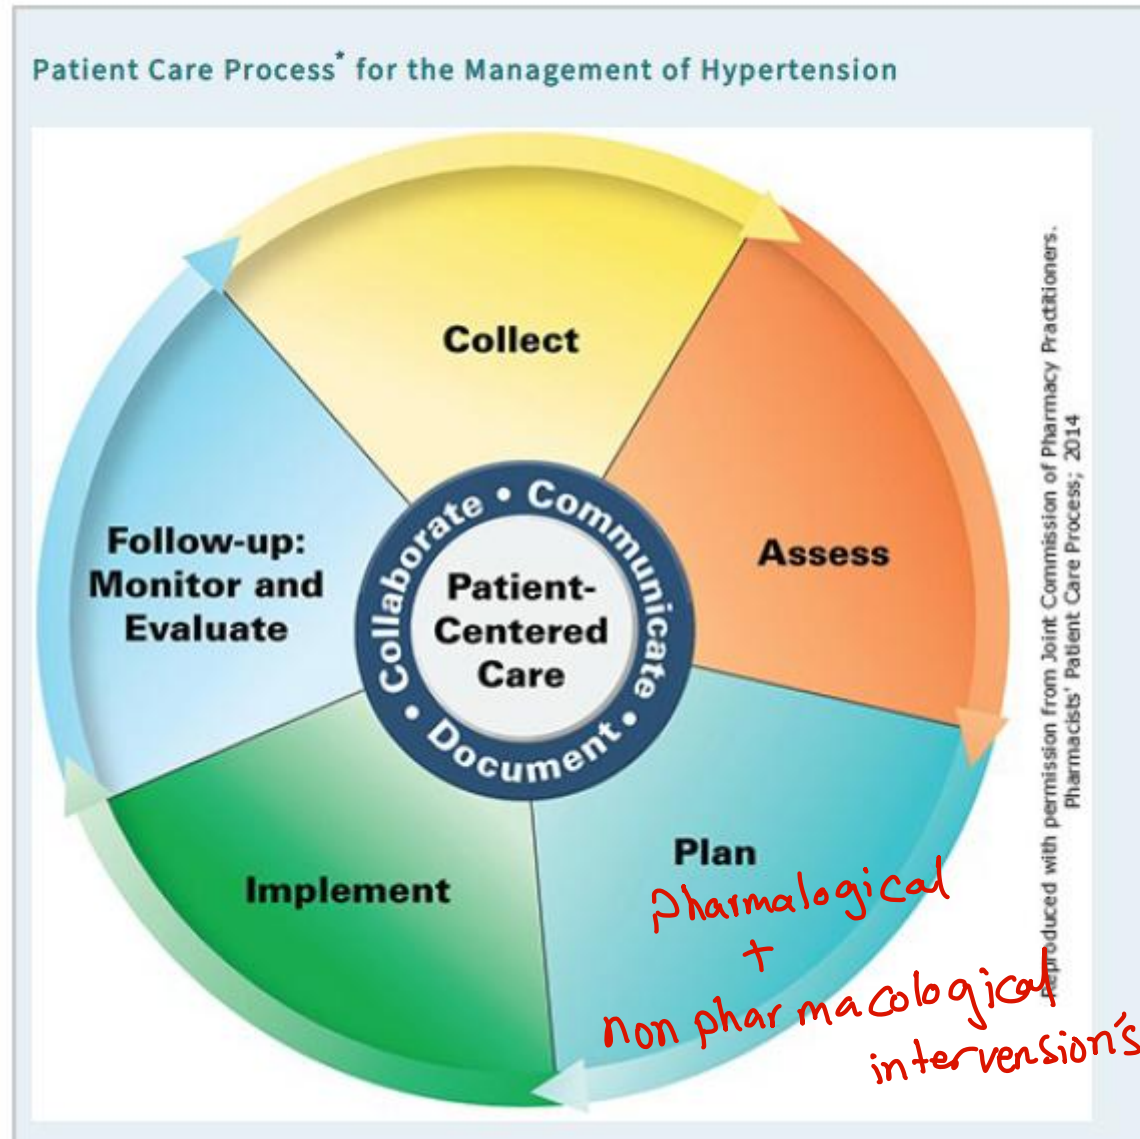 Patient Care Process* for the Management of Hypertension
Collect
Assess
Plan
pharmalogical
+
non pharmacological
intervension's
Implement
Follow-up:
Monitor and
Evaluate
Collaborate • Communicate • Document •
Patient-
Centered
Care
Reproduced with permission from Joint Commission of Pharmacy Practitioners.
Pharmacists' Patient Care Process; 2014